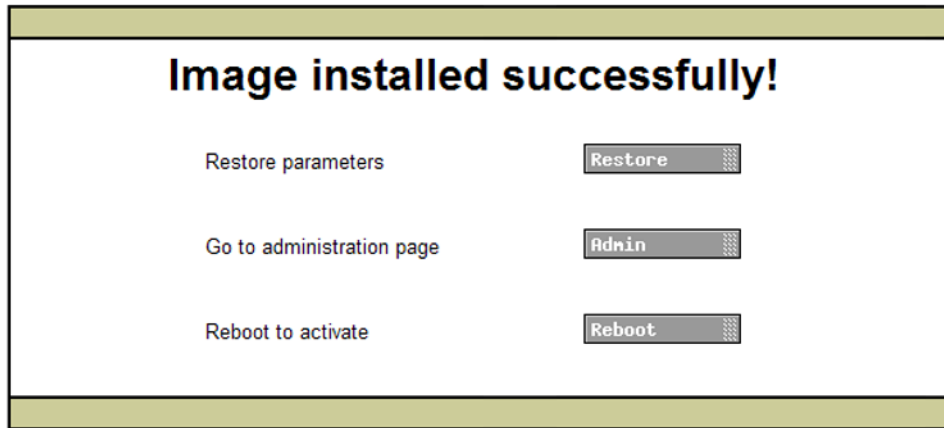 Image installed successfully!
Restore parameters Restore
Go to administration page Admin
Reboot to activate Reboot